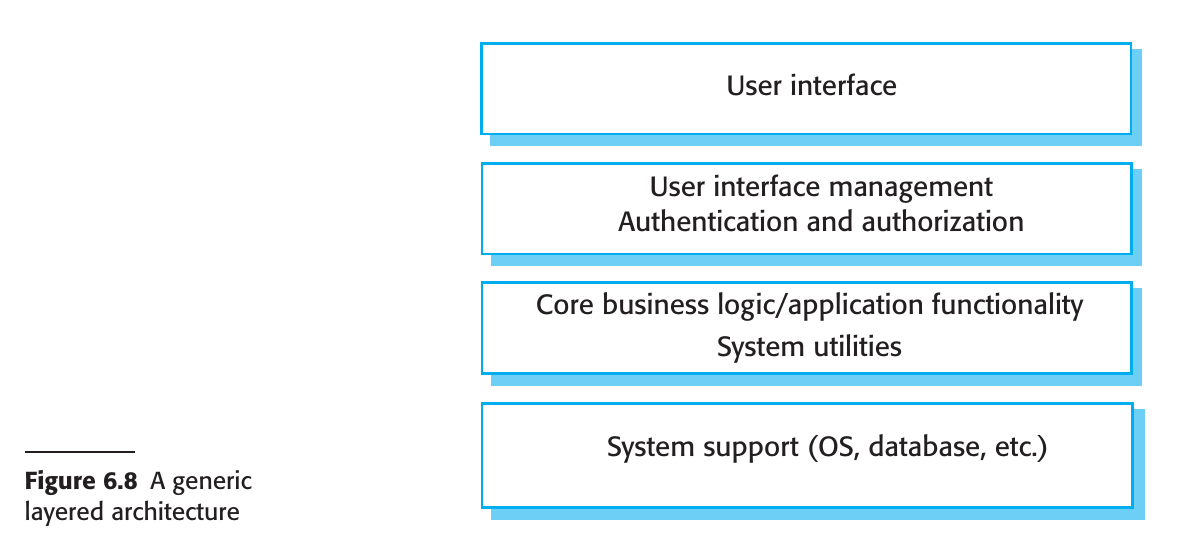 User interface
User interface management
Authentication and authorization
Core business logic/application functionality
System utilities
System support (OS, database, etc.)
Figure 6.8 A generic
layered architecture